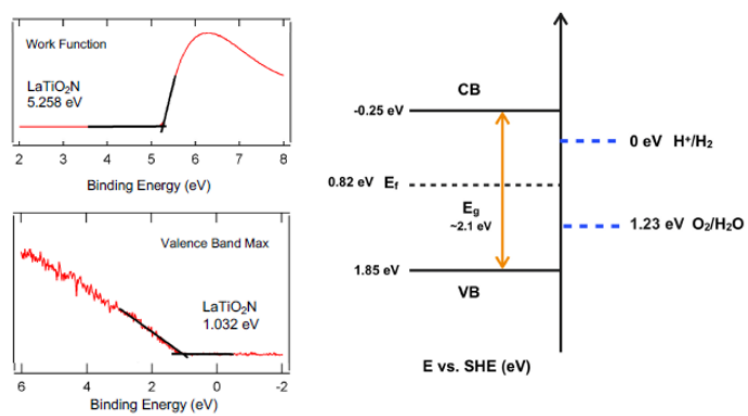 Work Function
LaTiO₂N
5.258 eV
2 3 4 5 6 7 8
Binding Energy (eV)
Valence Band Max
LaTiO₂N
1.032 eV
6 4 2 0 -2
Binding Energy (eV)
CB
-0.25 eV
0 eV H⁺/H₂
0.82 eV E_f
E_g
~2.1 eV
1.23 eV O₂/H₂O
1.85 eV
VB
E vs. SHE (eV)